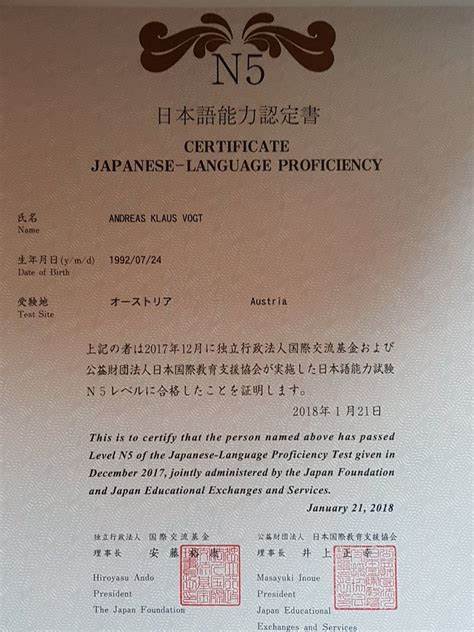 N5
日本語能力認定書
CERTIFICATE
JAPANESE-LANGUAGE PROFICIENCY
氏名 ANDREAS KLAUS VOGT
Name
生年月日(y/m/d) 1992/07/24
Date of Birth
受験地 オーストリア Austria
Test Site
上記の者は2017年12月に独立行政法人国際交流基金および
公益財団法人日本国際教育支援協会が実施した日本語能力試験
N5レベルに合格したことを証明します。
2018年1月21日
This is to certify that the person named above has passed
Level N5 of the Japanese-Language Proficiency Test given in
December 2017, jointly administered by the Japan Foundation
and Japan Educational Exchanges and Services.
January 21, 2018
独立行政法人 国際交流基金
理事長 安藤裕康
Hiroyasu Ando
President
The Japan Foundation
公益財団法人 日本国際教育支援協会
理事長 井上正幸
Masayuki Inoue
President
Japan Educational
Exchanges and Services